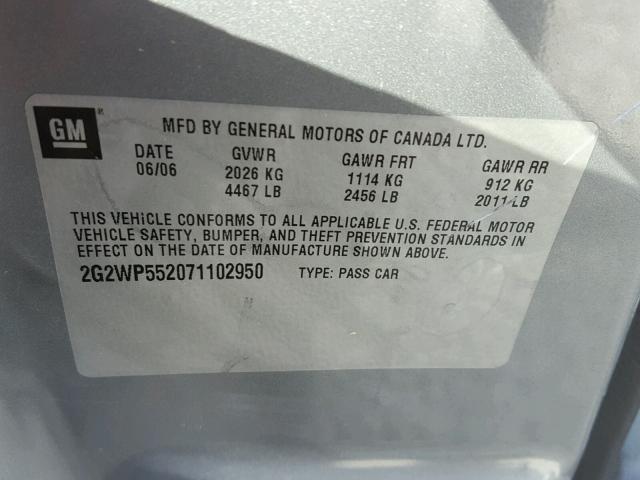 GM ®
MFD BY GENERAL MOTORS OF CANADA LTD.
DATE GVWR GAWR FRT GAWR RR
06/06 2026 KG 1114 KG 912 KG
4467 LB 2456 LB 2011 LB
THIS VEHICLE CONFORMS TO ALL APPLICABLE U.S. FEDERAL MOTOR
VEHICLE SAFETY, BUMPER, AND THEFT PREVENTION STANDARDS IN
EFFECT ON THE DATE OF MANUFACTURE SHOWN ABOVE.
2G2WP552071102950 TYPE: PASS CAR